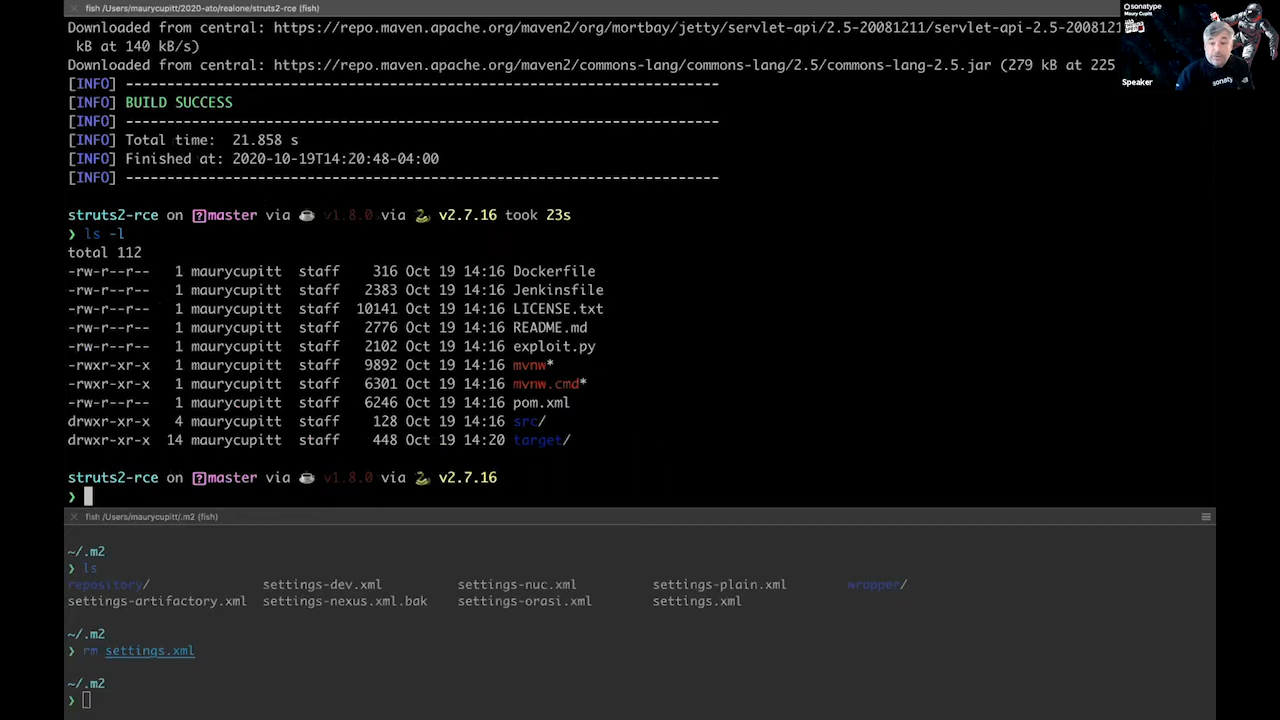 fish /Users/maurycupitt/2020-ato/realone/struts2-rce (fish)
Downloaded from central: https://repo.maven.apache.org/maven2/org/mortbay/jetty/servlet-api/2.5-20081211/servlet-api-2.5-2008121
kB at 140 kB/s)
Downloaded from central: https://repo.maven.apache.org/maven2/commons-lang/commons-lang/2.5/commons-lang-2.5.jar (279 kB at 225
[INFO] ------------------------------------------------------------------------
[INFO] BUILD SUCCESS
[INFO] ------------------------------------------------------------------------
[INFO] Total time:  21.858 s
[INFO] Finished at: 2020-10-19T14:20:48-04:00
[INFO] ------------------------------------------------------------------------
struts2-rce on [?]master via ☕ v1.8.0 via 🐍 v2.7.16 took 23s
❯ ls -l
total 112
-rw-r--r--   1 maurycupitt  staff    316 Oct 19 14:16 Dockerfile
-rw-r--r--   1 maurycupitt  staff   2383 Oct 19 14:16 Jenkinsfile
-rw-r--r--   1 maurycupitt  staff  10141 Oct 19 14:16 LICENSE.txt
-rw-r--r--   1 maurycupitt  staff   2776 Oct 19 14:16 README.md
-rw-r--r--   1 maurycupitt  staff   2102 Oct 19 14:16 exploit.py
-rwxr-xr-x   1 maurycupitt  staff   9892 Oct 19 14:16 mvnw*
-rwxr-xr-x   1 maurycupitt  staff   6301 Oct 19 14:16 mvnw.cmd*
-rw-r--r--   1 maurycupitt  staff   6246 Oct 19 14:16 pom.xml
drwxr-xr-x   4 maurycupitt  staff    128 Oct 19 14:16 src/
drwxr-xr-x  14 maurycupitt  staff    448 Oct 19 14:20 target/
struts2-rce on [?]master via ☕ v1.8.0 via 🐍 v2.7.16
❯
fish /Users/maurycupitt/.m2 (fish)
~/.m2
❯ ls
repository/ settings-dev.xml settings-nuc.xml settings-plain.xml wrapper/
settings-artifactory.xml settings-nexus.xml.bak settings-orasi.xml settings.xml
~/.m2
❯ rm settings.xml
~/.m2
❯
sonatype
Maury Cupitt
Speaker